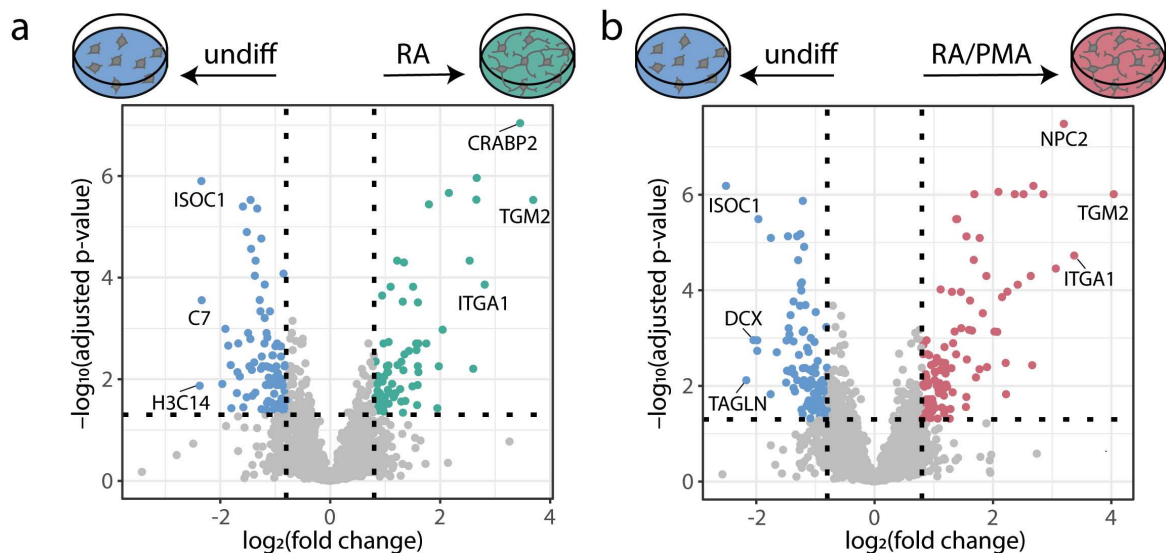 a
undiff
RA
CRABP2
ISOC1
TGM2
ITGA1
C7
H3C14
−log₁₀(adjusted p-value)
6
4
2
0
-2
0
2
4
log₂(fold change)
b
undiff
RA/PMA
NPC2
ISOC1
TGM2
ITGA1
DCX
TAGLN
−log₁₀(adjusted p-value)
6
4
2
0
-2
0
2
4
log₂(fold change)